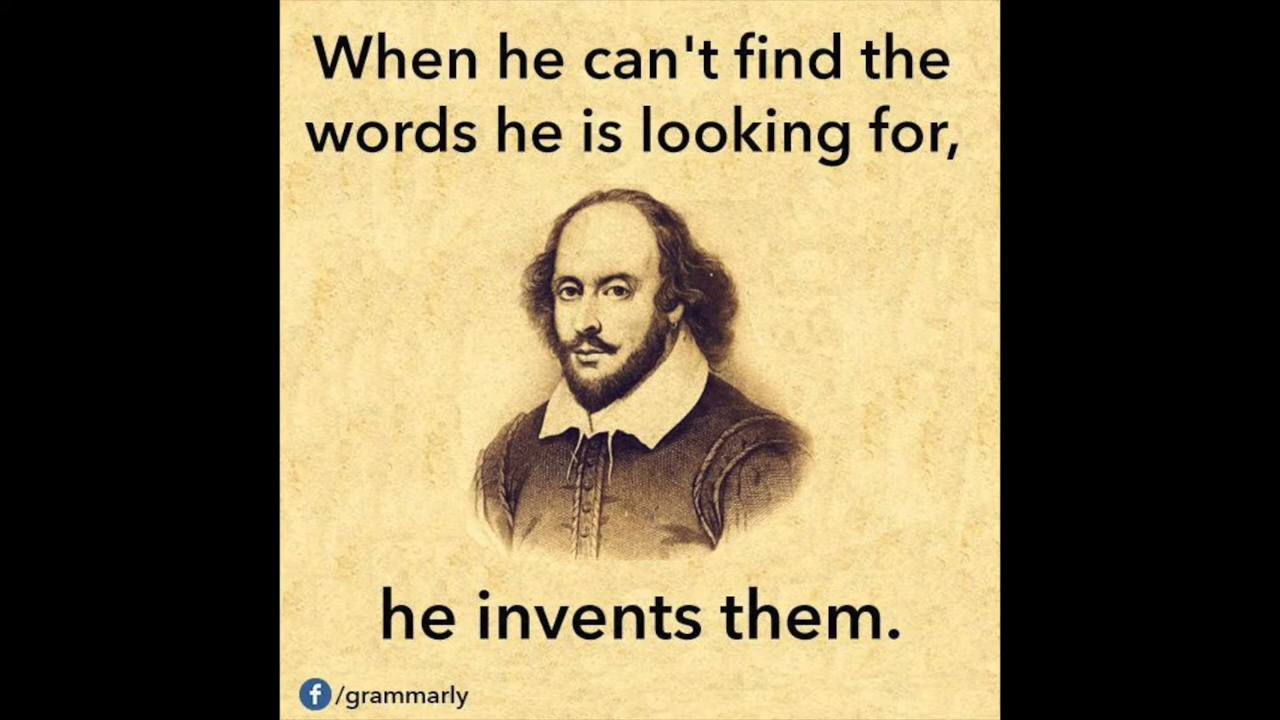 When he can't find the
words he is looking for,
he invents them.
f/grammarly